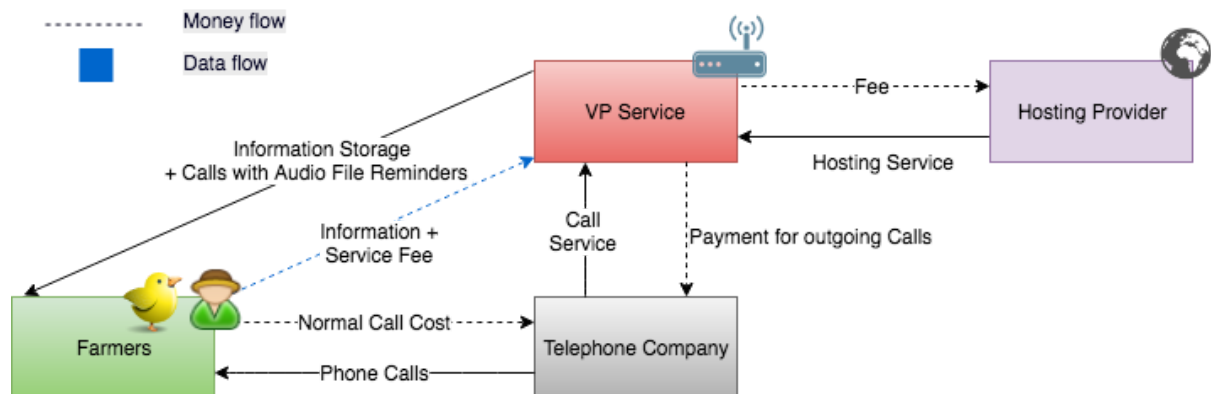 Money flow
Data flow
VP Service
Fee
Hosting Provider
Hosting Service
Information Storage
+ Calls with Audio File Reminders
Information +
Service Fee
Call
Service
Payment for outgoing Calls
Farmers
Normal Call Cost
Telephone Company
Phone Calls